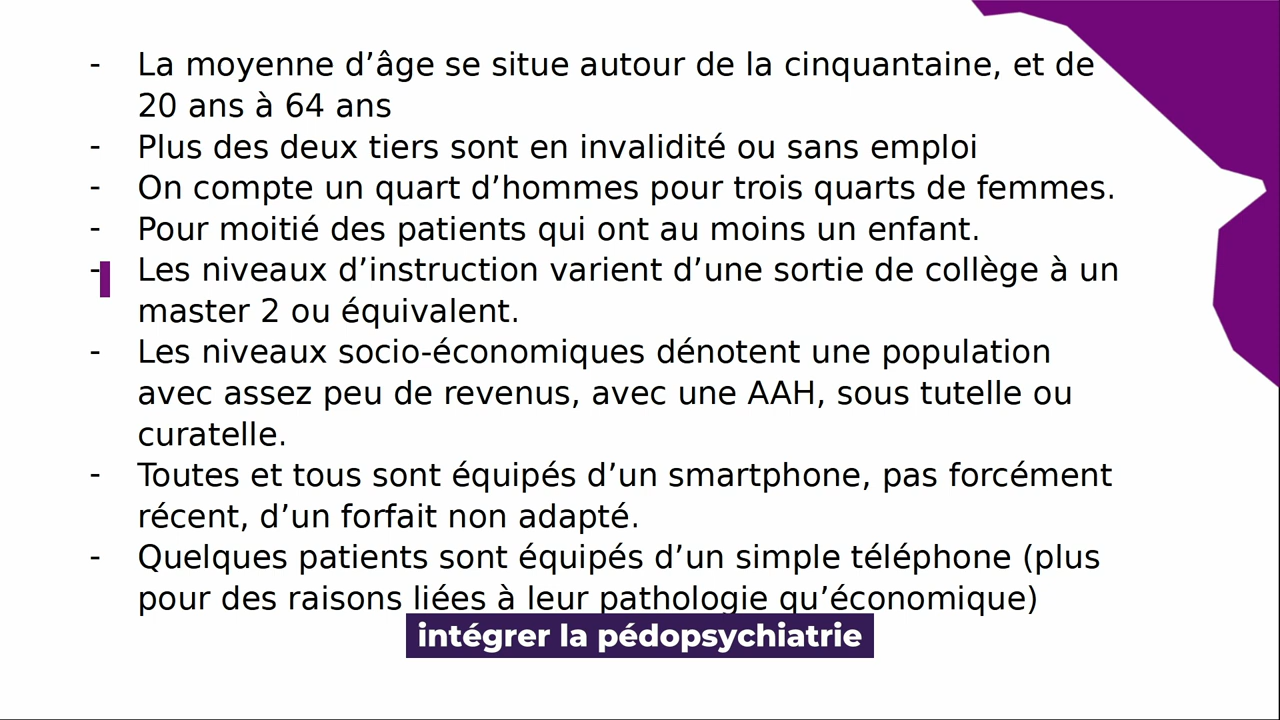 - La moyenne d’âge se situe autour de la cinquantaine, et de
20 ans à 64 ans
- Plus des deux tiers sont en invalidité ou sans emploi
- On compte un quart d’hommes pour trois quarts de femmes.
- Pour moitié des patients qui ont au moins un enfant.
- Les niveaux d’instruction varient d’une sortie de collège à un
master 2 ou équivalent.
- Les niveaux socio-économiques dénotent une population
avec assez peu de revenus, avec une AAH, sous tutelle ou
curatelle.
- Toutes et tous sont équipés d’un smartphone, pas forcément
récent, d’un forfait non adapté.
- Quelques patients sont équipés d’un simple téléphone (plus
pour des raisons liées à leur pathologie qu’économique)
intégrer la pédopsychiatrie